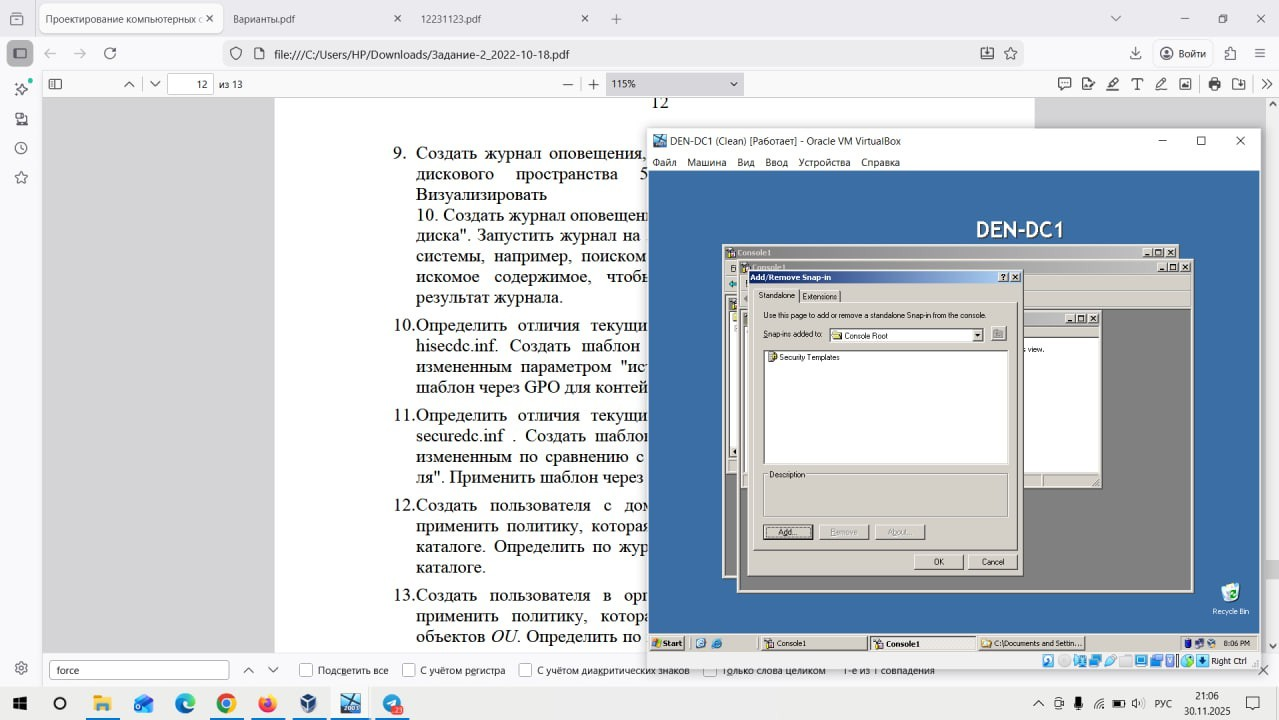 Проектирование компьютерных с
Варианты.pdf
12231123.pdf
file:///C:/Users/HP/Downloads/Задание-2_2022-10-18.pdf
Войти
12 из 13
115%
12
9. Создать журнал оповещения,
дискового пространства 5
Визуализировать
10. Создать журнал оповещен
диска". Запустить журнал на
системы, например, поиском
искомое содержимое, чтобы
результат журнала.
10.Определить отличия текущи
hisecdc.inf. Создать шаблон
измененным параметром "ист
шаблон через GPO для контей
11.Определить отличия текущи
securedc.inf . Создать шабло
измененным по сравнению с
ля". Применить шаблон через
12.Создать пользователя с дом
применить политику, которая
каталоге. Определить по жур
каталоге.
13.Создать пользователя в орг
применить политику, котора
объектов OU. Определить по
DEN-DC1 (Clean) [Работает] - Oracle VM VirtualBox
Файл Машина Вид Ввод Устройства Справка
DEN-DC1
Console1
Console1
Add/Remove Snap-in
Standalone Extensions
Use this page to add or remove a standalone Snap-in from the console.
Snap-ins added to: Console Root
Security Templates
s view.
Description
Add... Remove About...
OK Cancel
Recycle Bin
Start Console1 Console1 C:\Documents and Settin... 8:06 PM
Right Ctrl
force
Подсветить все
С учётом регистра
С учётом диакритических знаков
Только слова целиком
1-е из 1 совпадения
РУС
21:06
30.11.2025